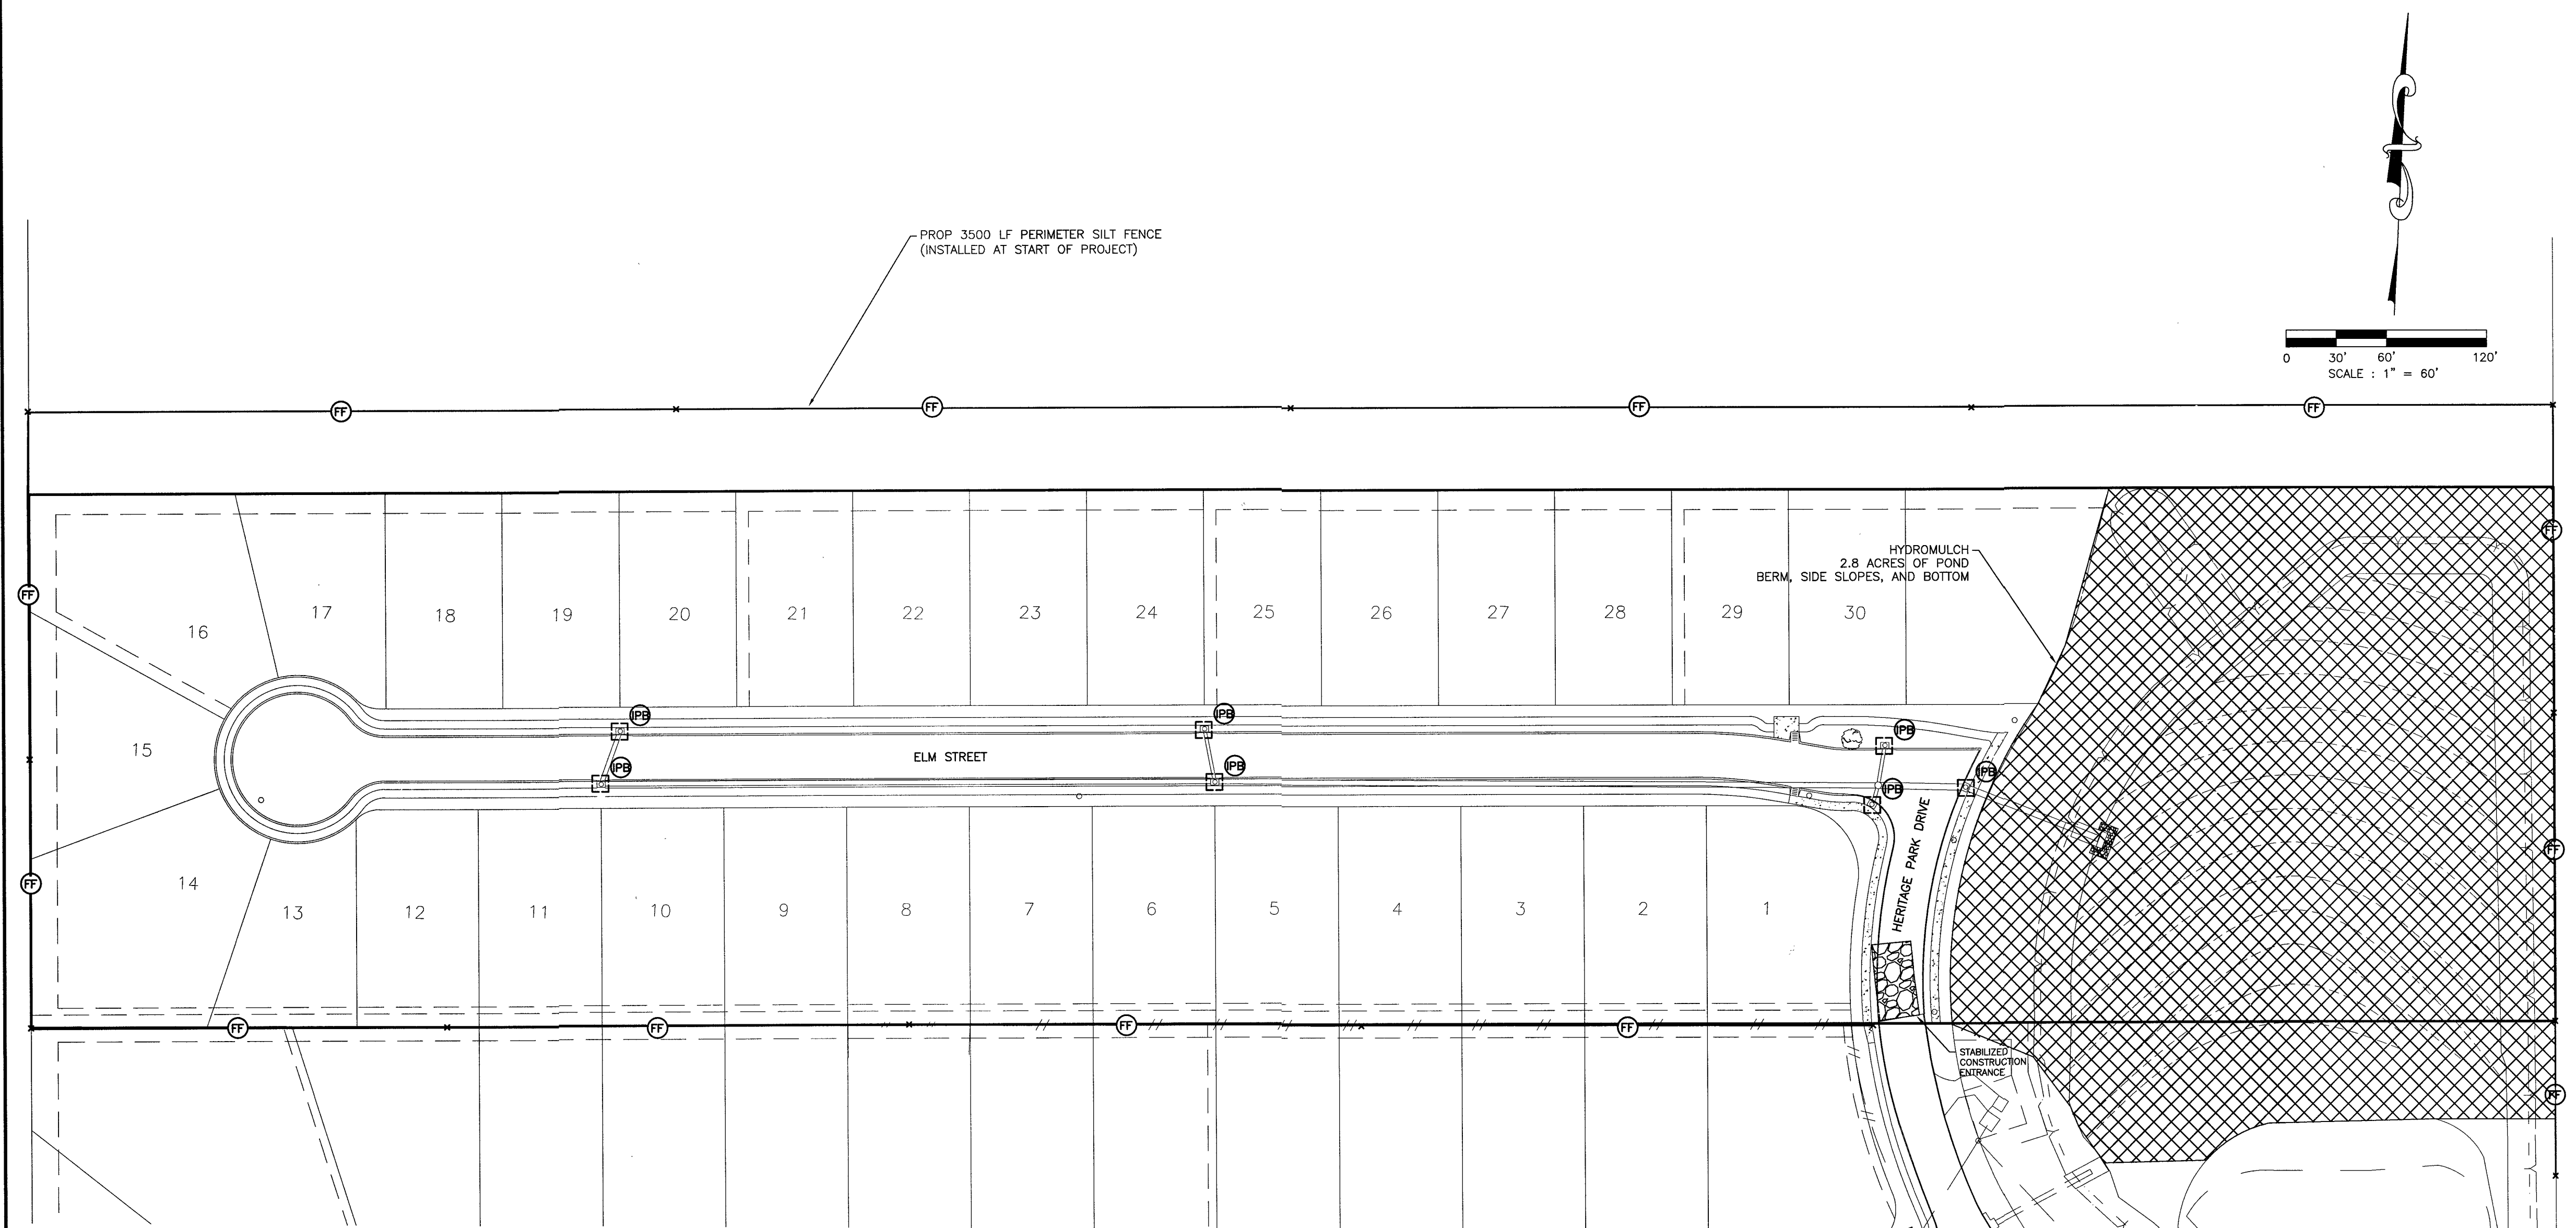 PROP 3500 LF PERIMETER SILT FENCE
(INSTALLED AT START OF PROJECT)
0 30' 60' 120'
SCALE : 1" = 60'
FF FF FF FF
FF
HYDROMULCH
2.8 ACRES OF POND
BERM, SIDE SLOPES, AND BOTTOM
FF
16 17 18 19 20 21 22 23 24 25 26 27 28 29 30
IPB IPB IPB
15
ELM STREET
IPB IPB IPB
IPB
HERITAGE PARK DRIVE
FF
FF
14 13 12 11 10 9 8 7 6 5 4 3 2 1
FF FF FF FF
STABILIZED
CONSTRUCTION
ENTRANCE
FF